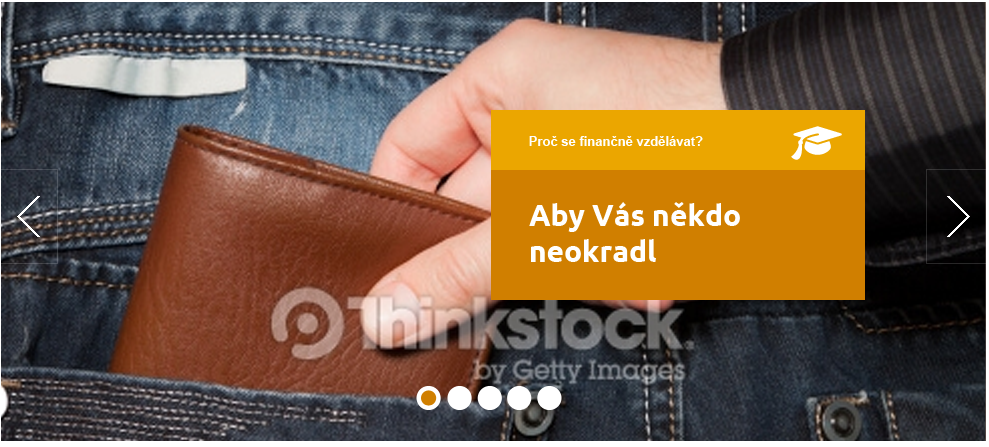 Proč se finančně vzdělávat?
Aby Vás někdo
neokradl
Thinkstock.
by Getty Images